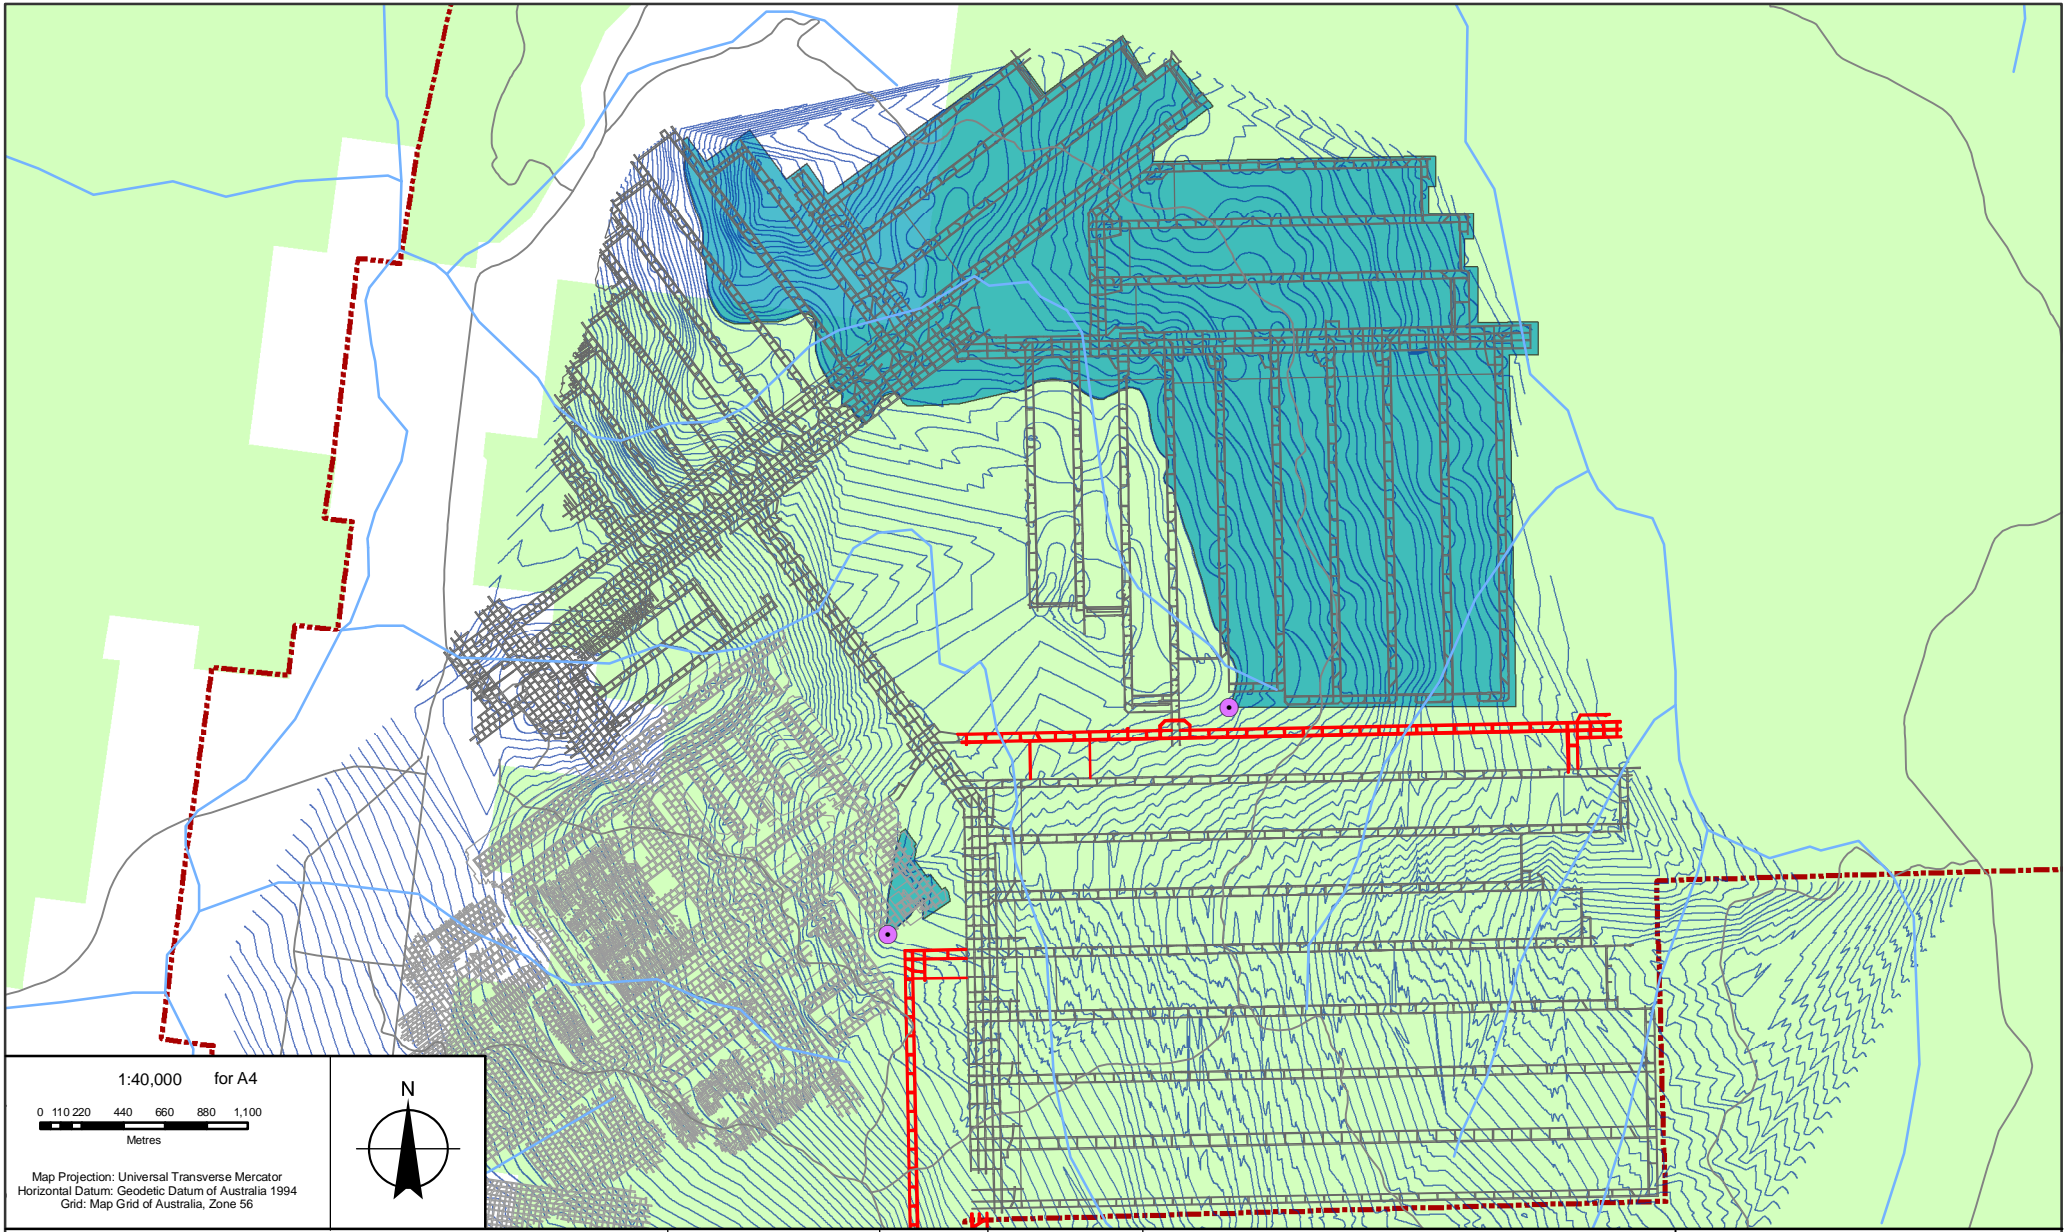 1:40,000 for A4
0 110 220 440 660 880 1,100
Metres
Map Projection: Universal Transverse Mercator
Horizontal Datum: Geodetic Datum of Australia 1994
Grid: Map Grid of Australia, Zone 56
N